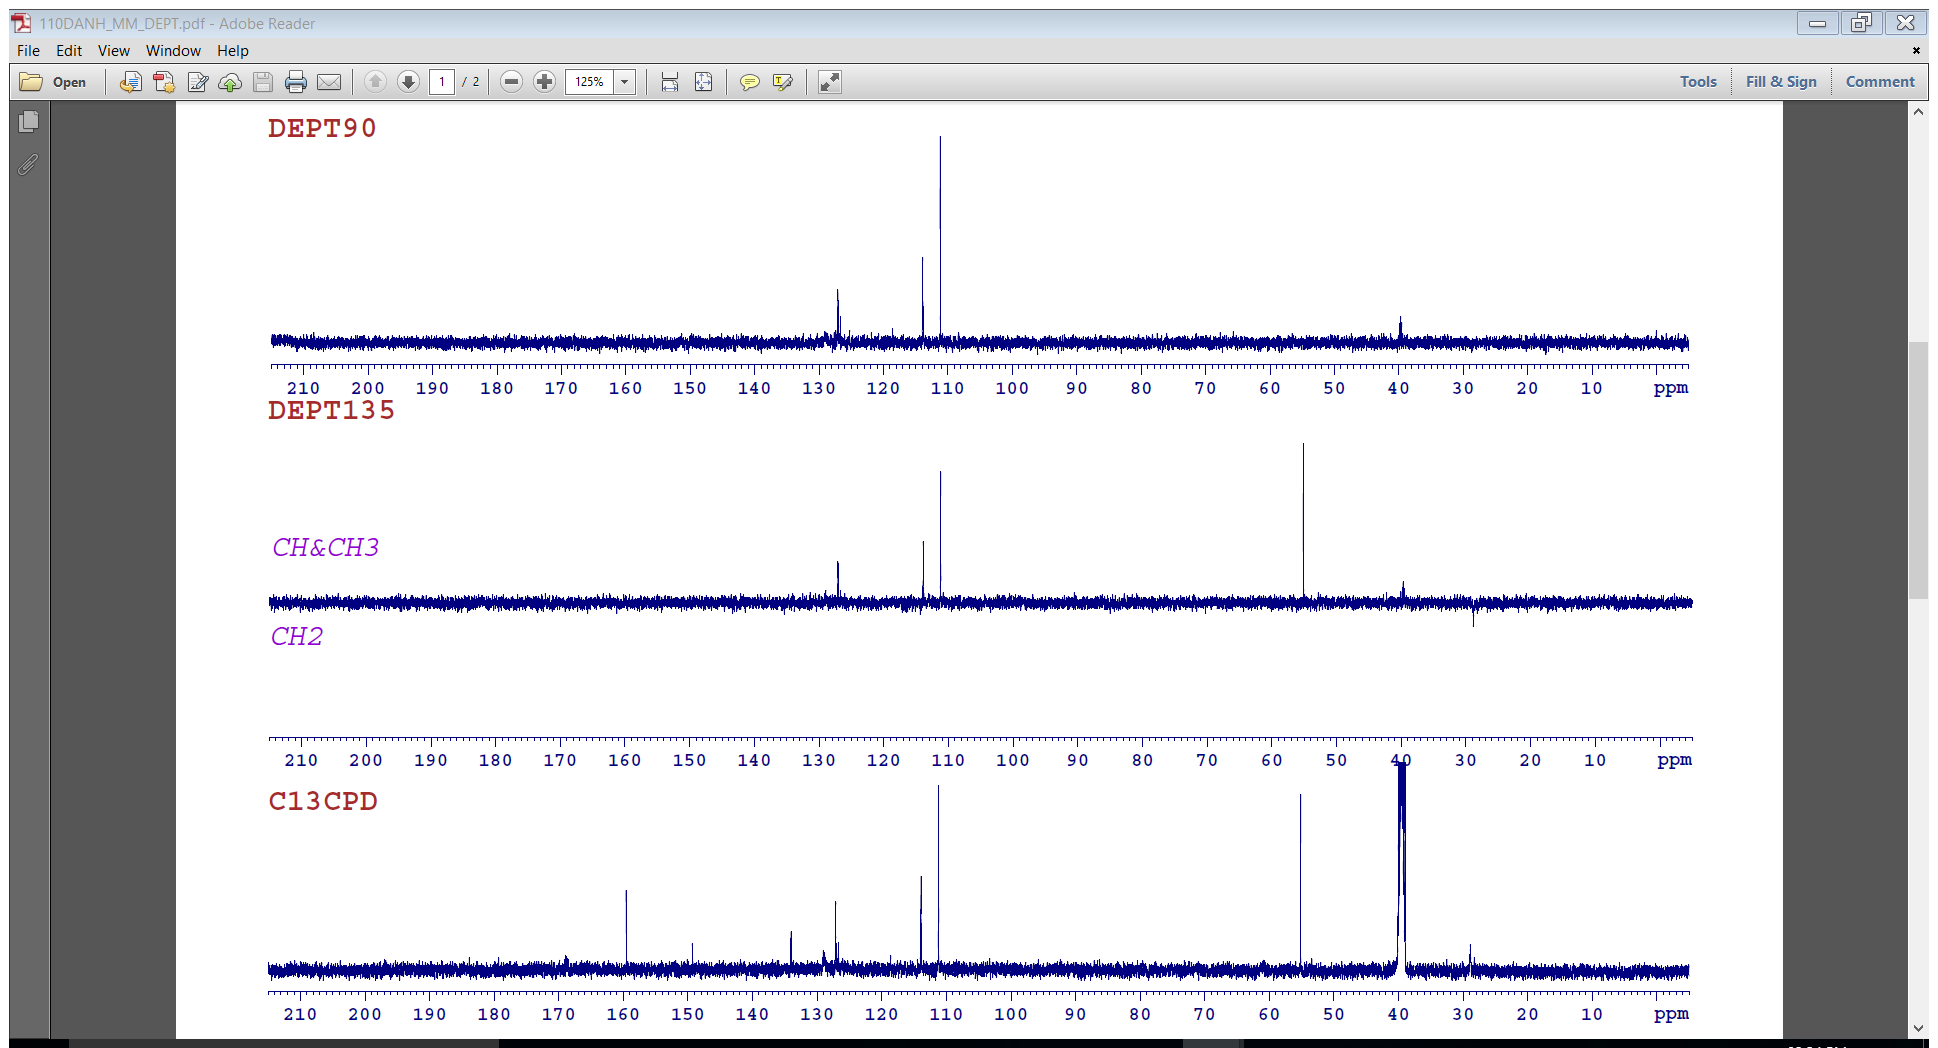 110DANH_MM_DEPT.pdf - Adobe Reader
File Edit View Window Help
Open 1 / 2 125% Tools Fill & Sign Comment
DEPT90
210 200 190 180 170 160 150 140 130 120 110 100 90 80 70 60 50 40 30 20 10 ppm
DEPT135
CH&CH3
CH2
210 200 190 180 170 160 150 140 130 120 110 100 90 80 70 60 50 40 30 20 10 ppm
C13CPD
210 200 190 180 170 160 150 140 130 120 110 100 90 80 70 60 50 40 30 20 10 ppm